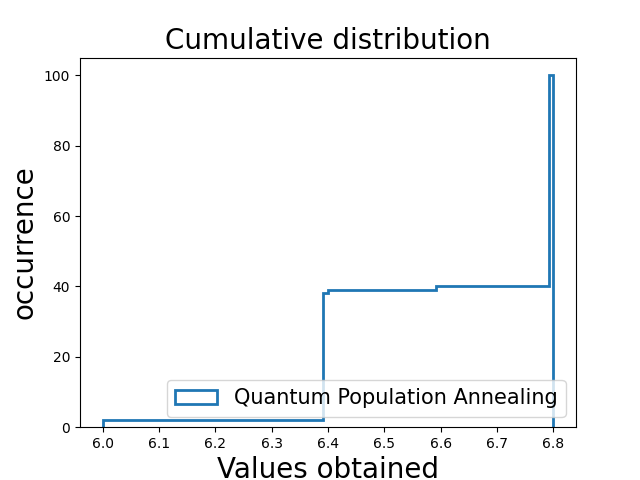 Cumulative distribution
occurrence
100
80
60
40
20
0
Quantum Population Annealing
6.0 6.1 6.2 6.3 6.4 6.5 6.6 6.7 6.8
Values obtained